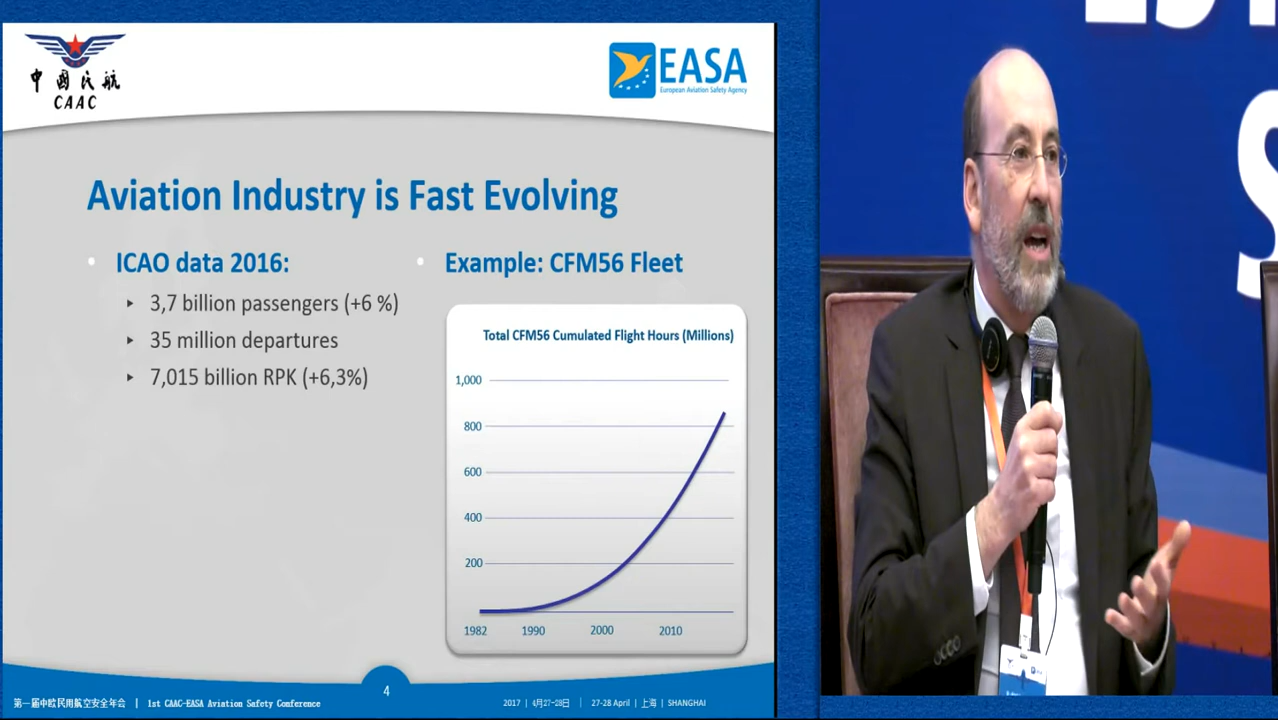 中國民航
CAAC
EASA
European Aviation Safety Agency
Aviation Industry is Fast Evolving
• ICAO data 2016:
‣ 3,7 billion passengers (+6 %)
‣ 35 million departures
‣ 7,015 billion RPK (+6,3%)
• Example: CFM56 Fleet
Total CFM56 Cumulated Flight Hours (Millions)
1,000
800
600
400
200
1982 1990 2000 2010
4
第一届中欧民用航空安全年会 | 1st CAAC-EASA Aviation Safety Conference
2017 | 4月27-28日 | 27-28 April | 上海 | SHANGHAI